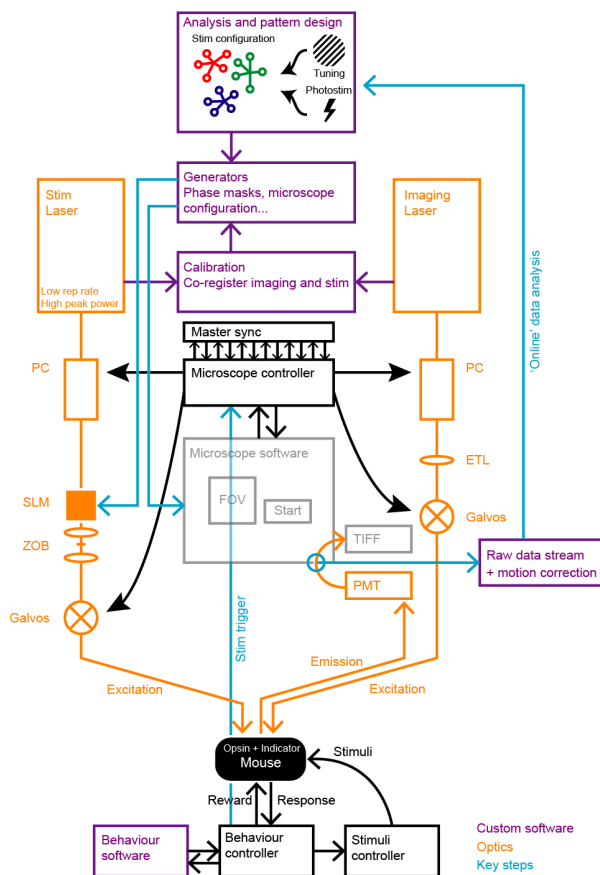 Analysis and pattern design
Stim configuration
Tuning
Photostim
Generators
Phase masks, microscope
configuration...
Stim
Laser
Low rep rate
High peak power
Imaging
Laser
Calibration
Co-register imaging and stim
'Online' data analysis
Master sync
Microscope controller
PC
PC
Microscope software
FOV
Start
ETL
SLM
Galvos
ZOB
TIFF
Raw data stream
+ motion correction
PMT
Galvos
Stim trigger
Emission
Excitation
Excitation
Opsin + Indicator
Mouse
Stimuli
Reward
Response
Behaviour
software
Behaviour
controller
Stimuli
controller
Custom software
Optics
Key steps